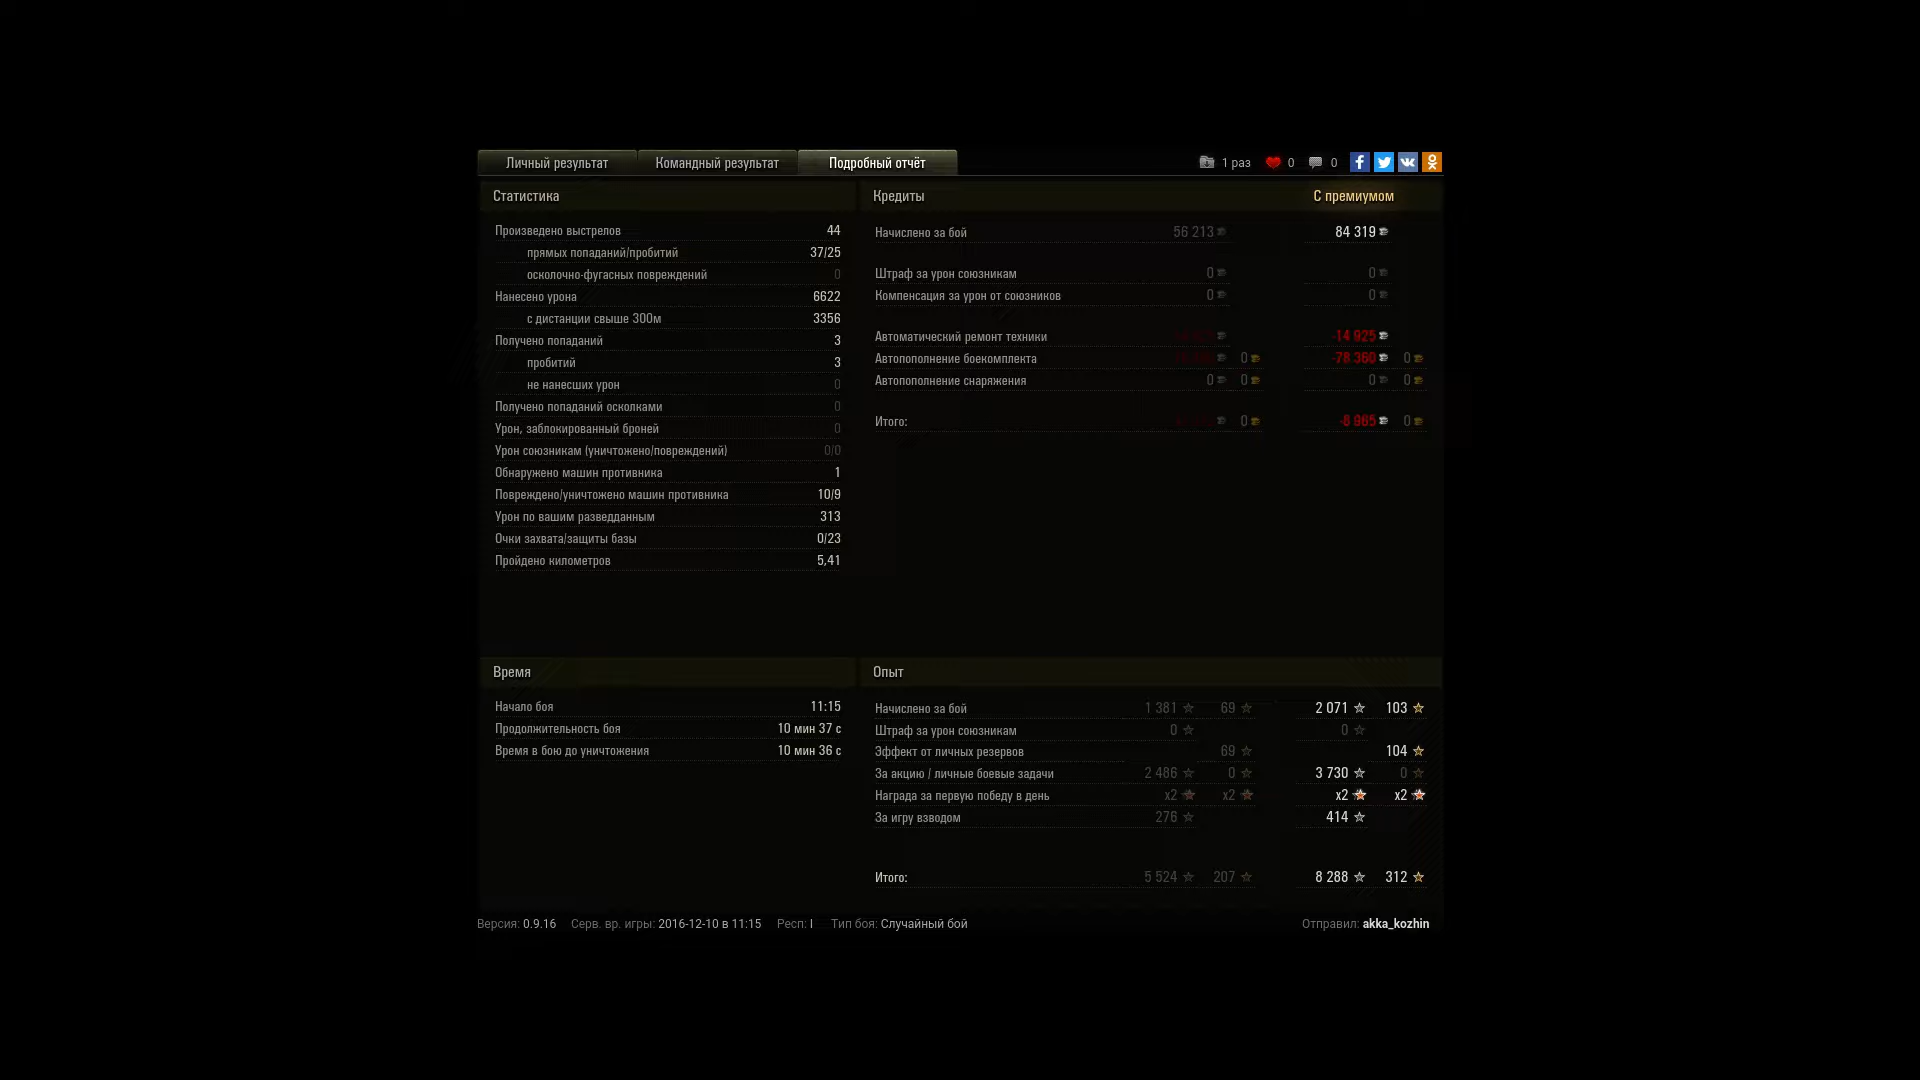 Личный результат Командный результат Подробный отчёт 1 раз 0 0
Статистика
Произведено выстрелов 44
прямых попаданий/пробитий 37/25
осколочно-фугасных повреждений 0
Нанесено урона 6622
с дистанции свыше 300м 3356
Получено попаданий 3
пробитий 3
не нанесших урон 0
Получено попаданий осколками 0
Урон, заблокированный броней 0
Урон союзникам (уничтожено/повреждений) 0/0
Обнаружено машин противника 1
Повреждено/уничтожено машин противника 10/9
Урон по вашим разведданным 313
Очки захвата/защиты базы 0/23
Пройдено километров 5,41
Кредиты С премиумом
Начислено за бой 56 213 84 319
Штраф за урон союзникам 0 0
Компенсация за урон от союзников 0 0
Автоматический ремонт техники -14 925
Автопополнение боекомплекта 0 -78 360 0
Автопополнение снаряжения 0 0 0 0
Итого: 0 -8 965 0
Время
Начало боя 11:15
Продолжительность боя 10 мин 37 с
Время в бою до уничтожения 10 мин 36 с
Опыт
Начислено за бой 1 381 69 2 071 103
Штраф за урон союзникам 0 0
Эффект от личных резервов 69 104
За акцию / личные боевые задачи 2 486 0 3 730 0
Награда за первую победу в день x2 x2 x2 x2
За игру взводом 276 414
Итого: 5 524 207 8 288 312
Версия: 0.9.16 Серв. вр. игры: 2016-12-10 в 11:15 Респ: I Тип боя: Случайный бой Отправил: akka_kozhin